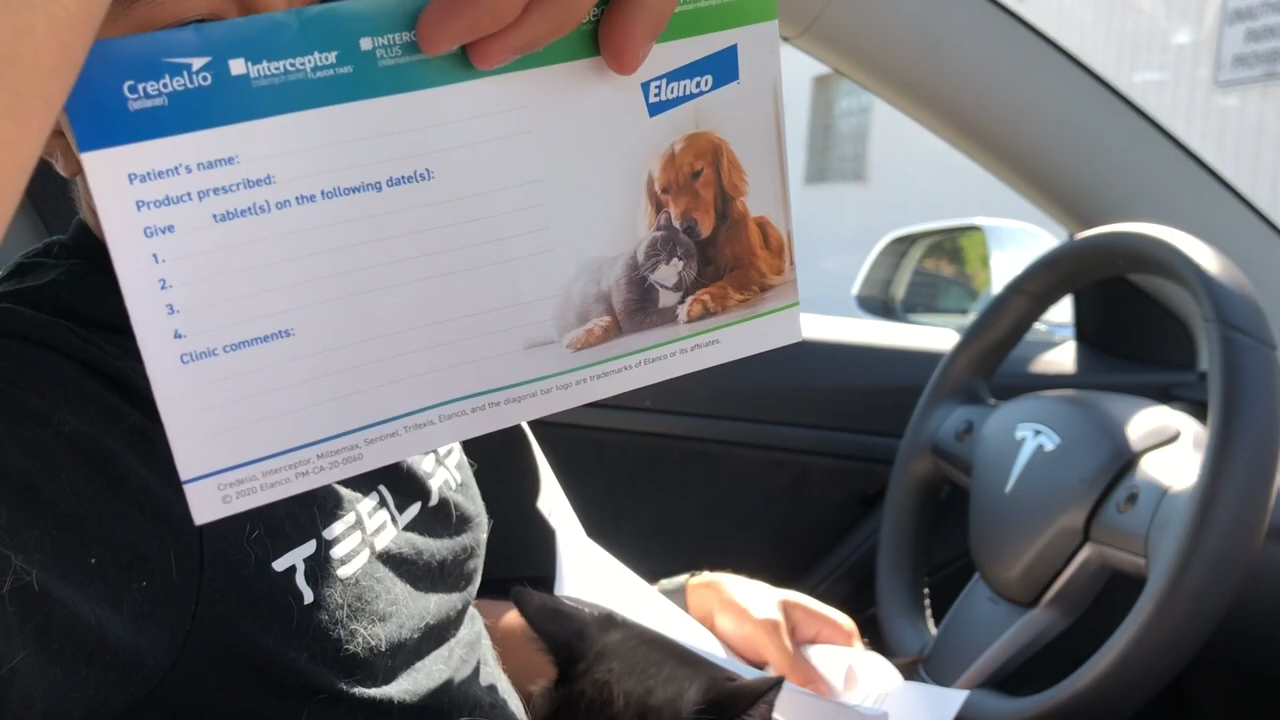 Credelio
(lotilaner)
Interceptor
FLAVOR TABS
INTERC
PLUS
Elanco
Patient's name:
Product prescribed:
Give tablet(s) on the following date(s):
1.
2.
3.
4.
Clinic comments:
Credelio, Interceptor, Milbemax, Sentinel, Trifexis, Elanco, and the diagonal bar logo are trademarks of Elanco or its affiliates.
© 2020 Elanco. PM-CA-20-0060
TESL